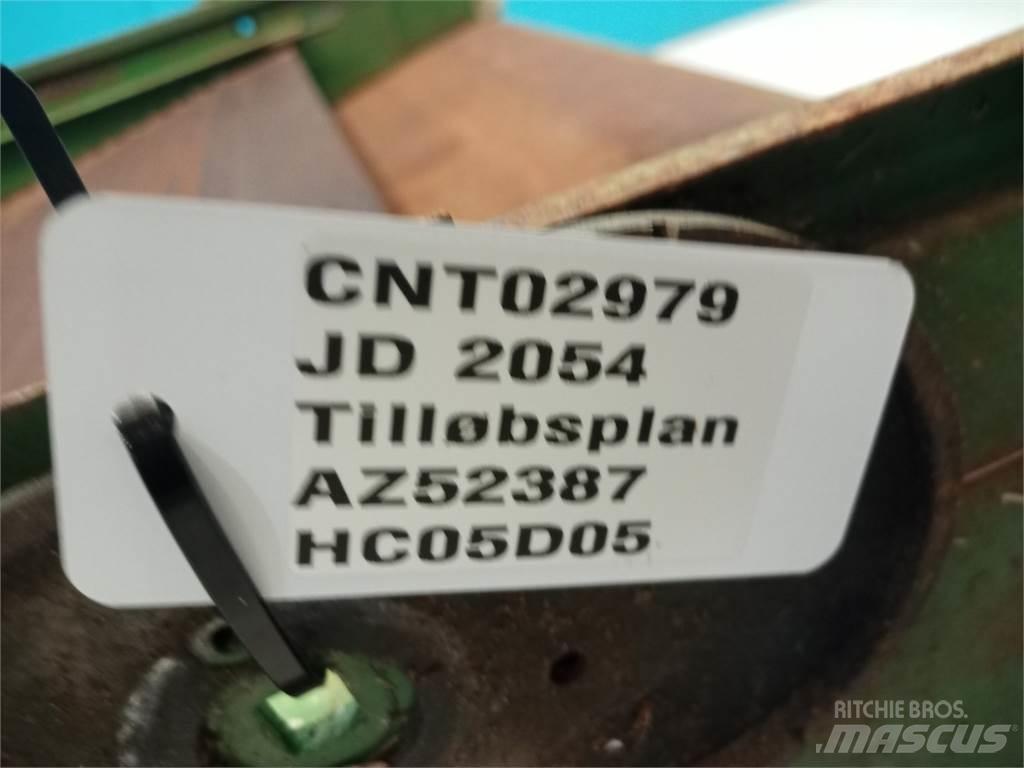 CNT02979
JD 2054
Tilløbsplan
AZ52387
HC05D05
RITCHIE BROS.
MASCUS